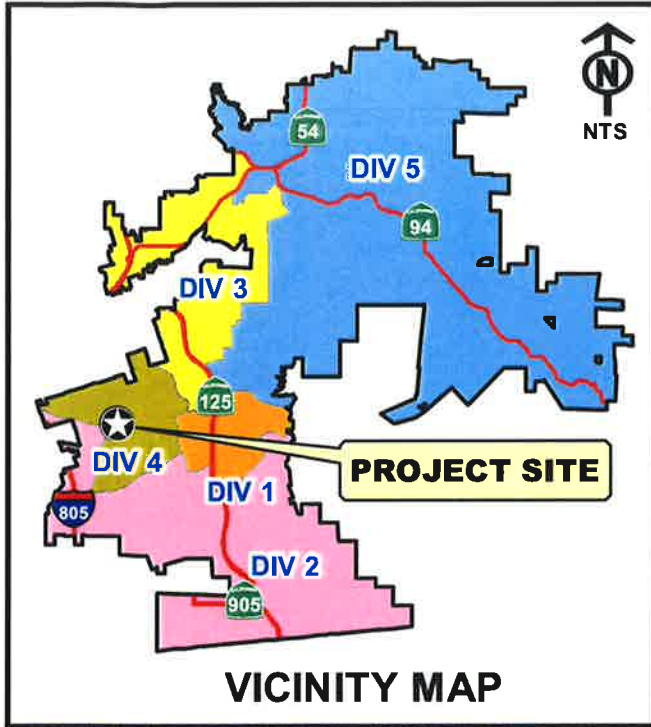 N
NTS
54
DIV 5
94
DIV 3
125
PROJECT SITE
DIV 4
DIV 1
805
DIV 2
905
VICINITY MAP